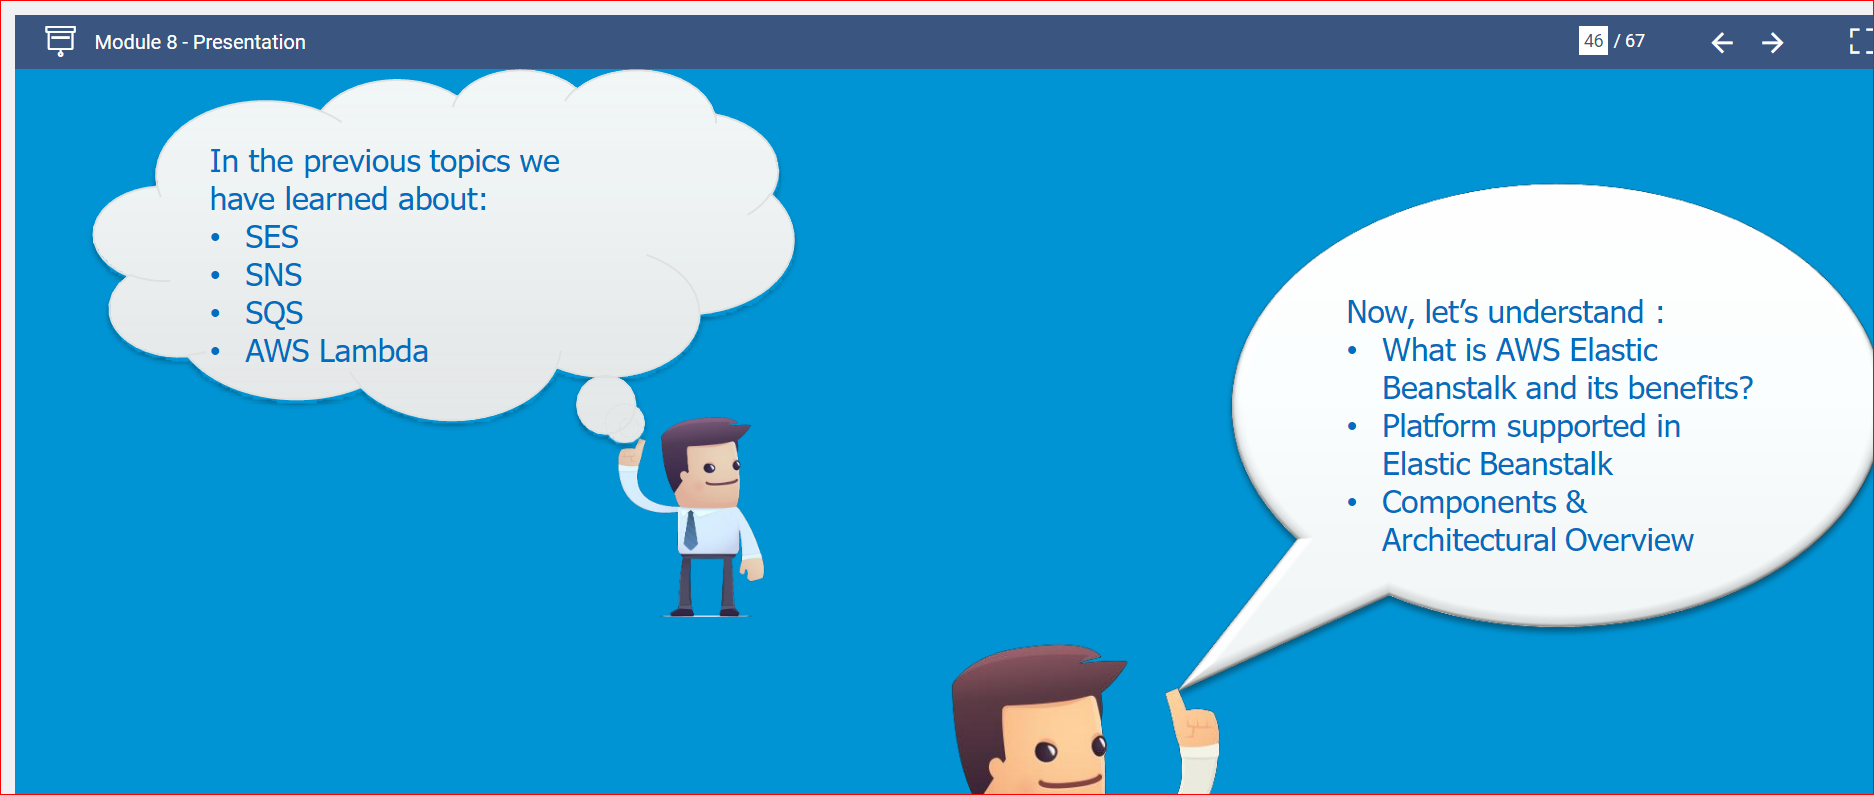 Module 8 - Presentation
46 / 67
In the previous topics we
have learned about:
• SES
• SNS
• SQS
• AWS Lambda
Now, let’s understand :
• What is AWS Elastic
Beanstalk and its benefits?
• Platform supported in
Elastic Beanstalk
• Components &
Architectural Overview